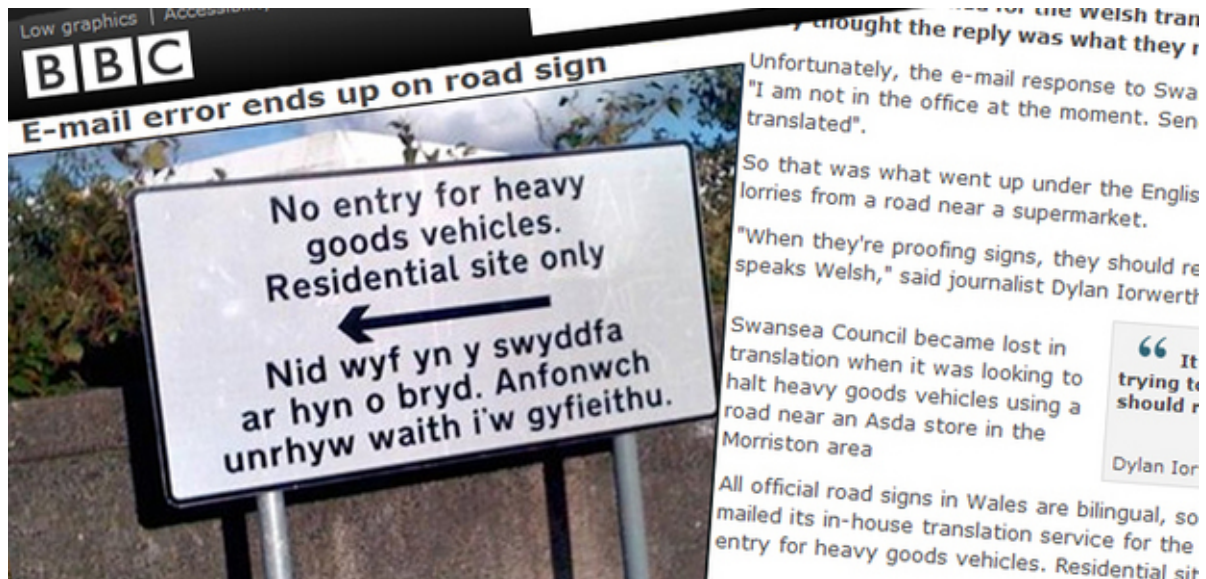 Low graphics |
BBC
E-mail error ends up on road sign
No entry for heavy
goods vehicles.
Residential site only
Nid wyf yn y swyddfa
ar hyn o bryd. Anfonwch
unrhyw waith i'w gyfieithu.
for the Welsh
thought the reply was what they
Unfortunately, the e-mail response to
"I am not in the office at the moment.
translated".
So that was what went up under the
lorries from a road near a supermarket.
"When they're proofing signs, they should
speaks Welsh," said journalist Dylan Iorwerth
Swansea Council became lost in
translation when it was looking to
halt heavy goods vehicles using a
road near an Asda store in the
Morriston area
“ It
trying
should
Dylan
All official road signs in Wales are bilingual, so
mailed its in-house translation service for the
entry for heavy goods vehicles. Residential